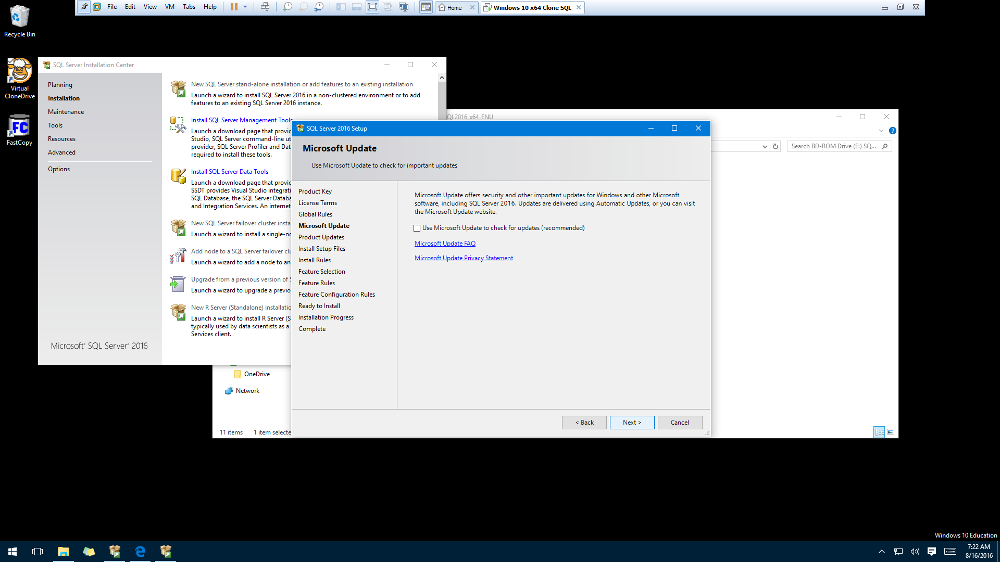 File Edit View VM Tabs Help
Home
Windows 10 x64 Clone SQL
Recycle Bin
Virtual
CloneDrive
FC
FastCopy
SQL Server Installation Center
Planning
Installation
Maintenance
Tools
Resources
Advanced
Options
Microsoft® SQL Server® 2016
New SQL Server stand-alone installation or add features to an existing installation
Launch a wizard to install SQL Server 2016 in a non-clustered environment or to add
features to an existing SQL Server 2016 instance.
Install SQL Server Management Tools
Launch a download page that provid
Studio, SQL Server command-line ut
provider, SQL Server Profiler and Dat
required to install these tools.
Install SQL Server Data Tools
Launch a download page that provid
SSDT provides Visual Studio integrati
SQL Database, the SQL Server Databa
and Integration Services. An internet
New SQL Server failover cluster insta
Launch a wizard to install a single-no
Add node to a SQL Server failover clu
Launch a wizard to add a node to an
Upgrade from a previous version of S
Launch a wizard to upgrade a previo
New R Server (Standalone) installatio
Launch a wizard to install R Server (S
typically used by data scientists as a s
Services client.
QL2016_x64_ENU
Search BD-ROM Drive (E:) SQ...
OneDrive
Network
11 items 1 item selecte
SQL Server 2016 Setup
Microsoft Update
Use Microsoft Update to check for important updates
Product Key
License Terms
Global Rules
Microsoft Update
Product Updates
Install Setup Files
Install Rules
Feature Selection
Feature Rules
Feature Configuration Rules
Ready to Install
Installation Progress
Complete
Microsoft Update offers security and other important updates for Windows and other Microsoft
software, including SQL Server 2016. Updates are delivered using Automatic Updates, or you can visit
the Microsoft Update website.
Use Microsoft Update to check for updates (recommended)
Microsoft Update FAQ
Microsoft Update Privacy Statement
< Back
Next >
Cancel
Windows 10 Education
7:22 AM
8/16/2016